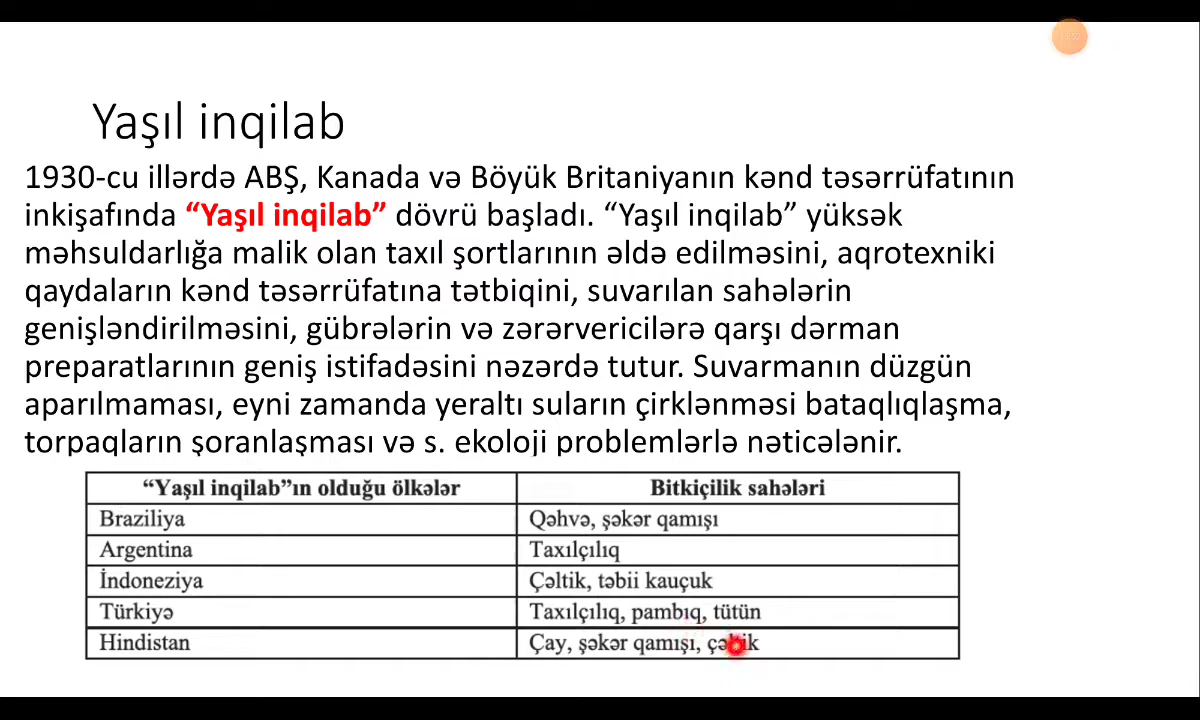 Yaşıl inqilab
1930-cu illərdə ABŞ, Kanada və Böyük Britaniyanın kənd təsərrüfatının
inkişafında “Yaşıl inqilab” dövrü başladı. “Yaşıl inqilab” yüksək
məhsuldarlığa malik olan taxıl şortlarının əldə edilməsini, aqrotexniki
qaydaların kənd təsərrüfatına tətbiqini, suvarılan sahələrin
genişləndirilməsini, gübrələrin və zərərvericilərə qarşı dərman
preparatlarının geniş istifadəsini nəzərdə tutur. Suvarmanın düzgün
aparılmaması, eyni zamanda yeraltı suların çirklənməsi bataqlıqlaşma,
torpaqların şoranlaşması və s. ekoloji problemlərlə nəticələnir.
“Yaşıl inqilab”ın olduğu ölkələr Bitkiçilik sahələri
Braziliya Qəhvə, şəkər qamışı
Argentina Taxılçılıq
İndoneziya Çəltik, təbii kauçuk
Türkiyə Taxılçılıq, pambıq, tütün
Hindistan Çay, şəkər qamışı,